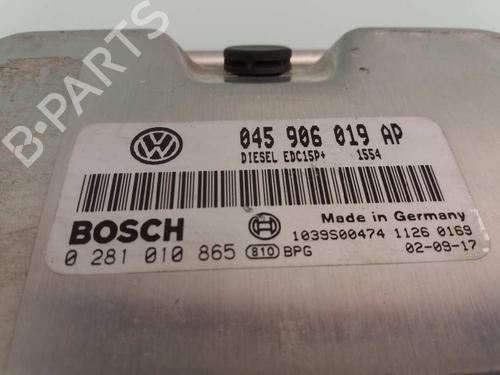 045 906 019 AP
DIESEL EDC15P+ 1554
BOSCH
Made in Germany
1039S00474 1126 0169
0 281 010 865 810 BPG 02-09-17
B-Parts